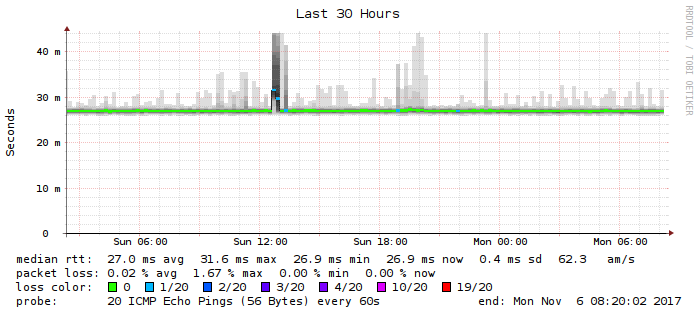 Last 30 Hours
RRDTOOL / TOBI OETIKER
Seconds
40 m
30 m
20 m
10 m
0
Sun 06:00 Sun 12:00 Sun 18:00 Mon 00:00 Mon 06:00
median rtt: 27.0 ms avg 31.6 ms max 26.9 ms min 26.9 ms now 0.4 ms sd 62.3 am/s
packet loss: 0.02 % avg 1.67 % max 0.00 % min 0.00 % now
loss color: 0 1/20 2/20 3/20 4/20 10/20 19/20
probe: 20 ICMP Echo Pings (56 Bytes) every 60s end: Mon Nov 6 08:20:02 2017